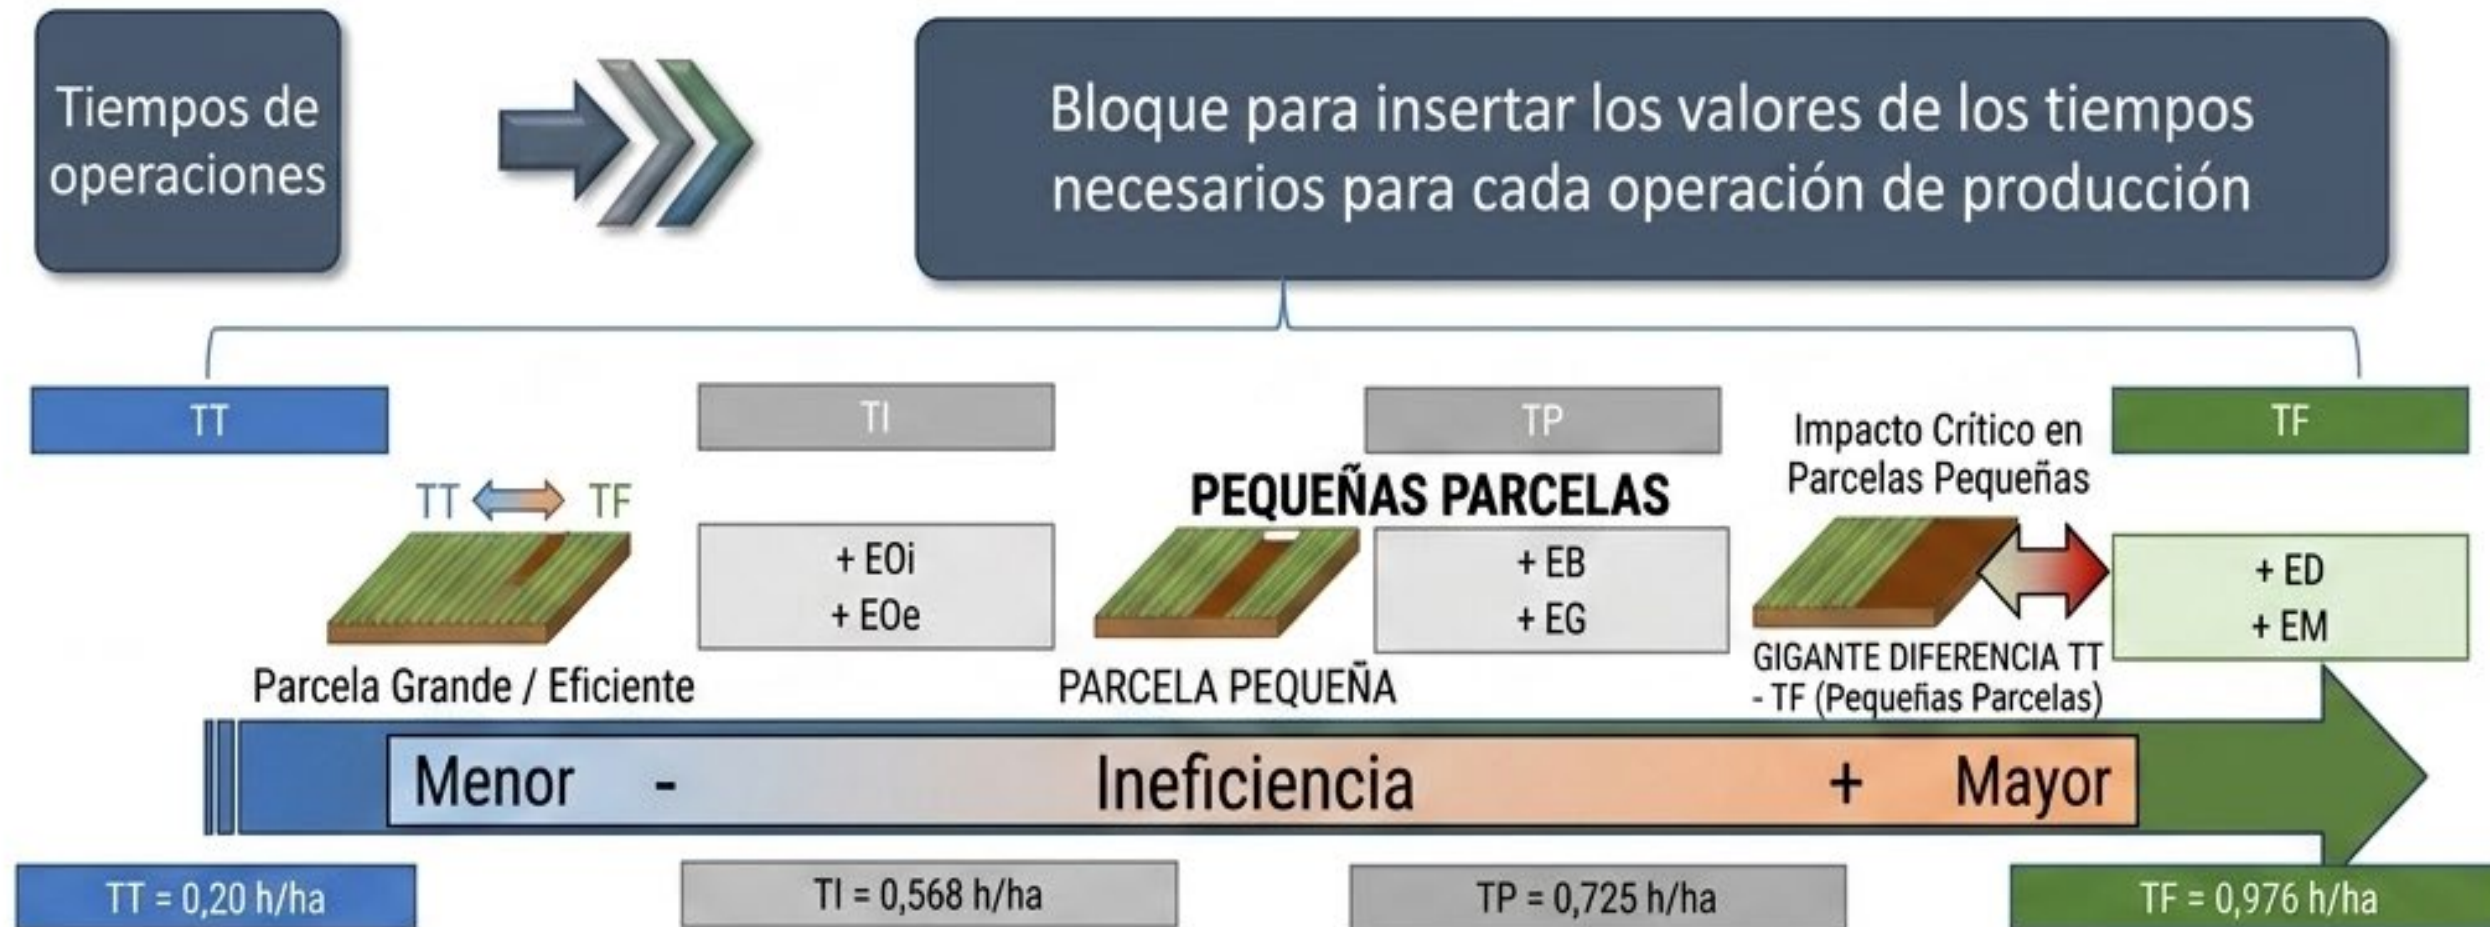 Tiempos de
operaciones
Bloque para insertar los valores de los tiempos
necesarios para cada operación de producción
TT
TI
TP
TF
TT
TF
Parcela Grande / Eficiente
+ EOi
+ EOe
PEQUEÑAS PARCELAS
PARCELA PEQUEÑA
+ EB
+ EG
Impacto Crítico en
Parcelas Pequeñas
GIGANTE DIFERENCIA TT
- TF (Pequeñas Parcelas)
+ ED
+ EM
Menor - Ineficiencia + Mayor
TT = 0,20 h/ha
TI = 0,568 h/ha
TP = 0,725 h/ha
TF = 0,976 h/ha